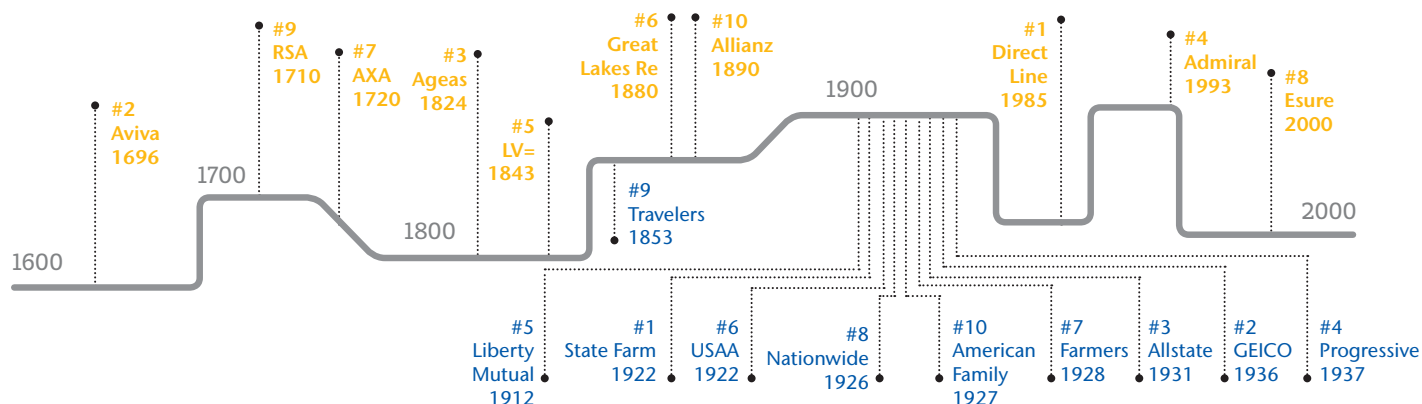 #2
Aviva
1696
#9
RSA
1710
#7
AXA
1720
#3
Ageas
1824
#5
LV=
1843
#6
Great
Lakes Re
1880
#10
Allianz
1890
#1
Direct
Line
1985
#4
Admiral
1993
#8
Esure
2000
1600
1700
1800
1900
2000
#9
Travelers
1853
#5
Liberty
Mutual
1912
#1
State Farm
1922
#6
USAA
1922
#8
Nationwide
1926
#10
American
Family
1927
#7
Farmers
1928
#3
Allstate
1931
#2
GEICO
1936
#4
Progressive
1937